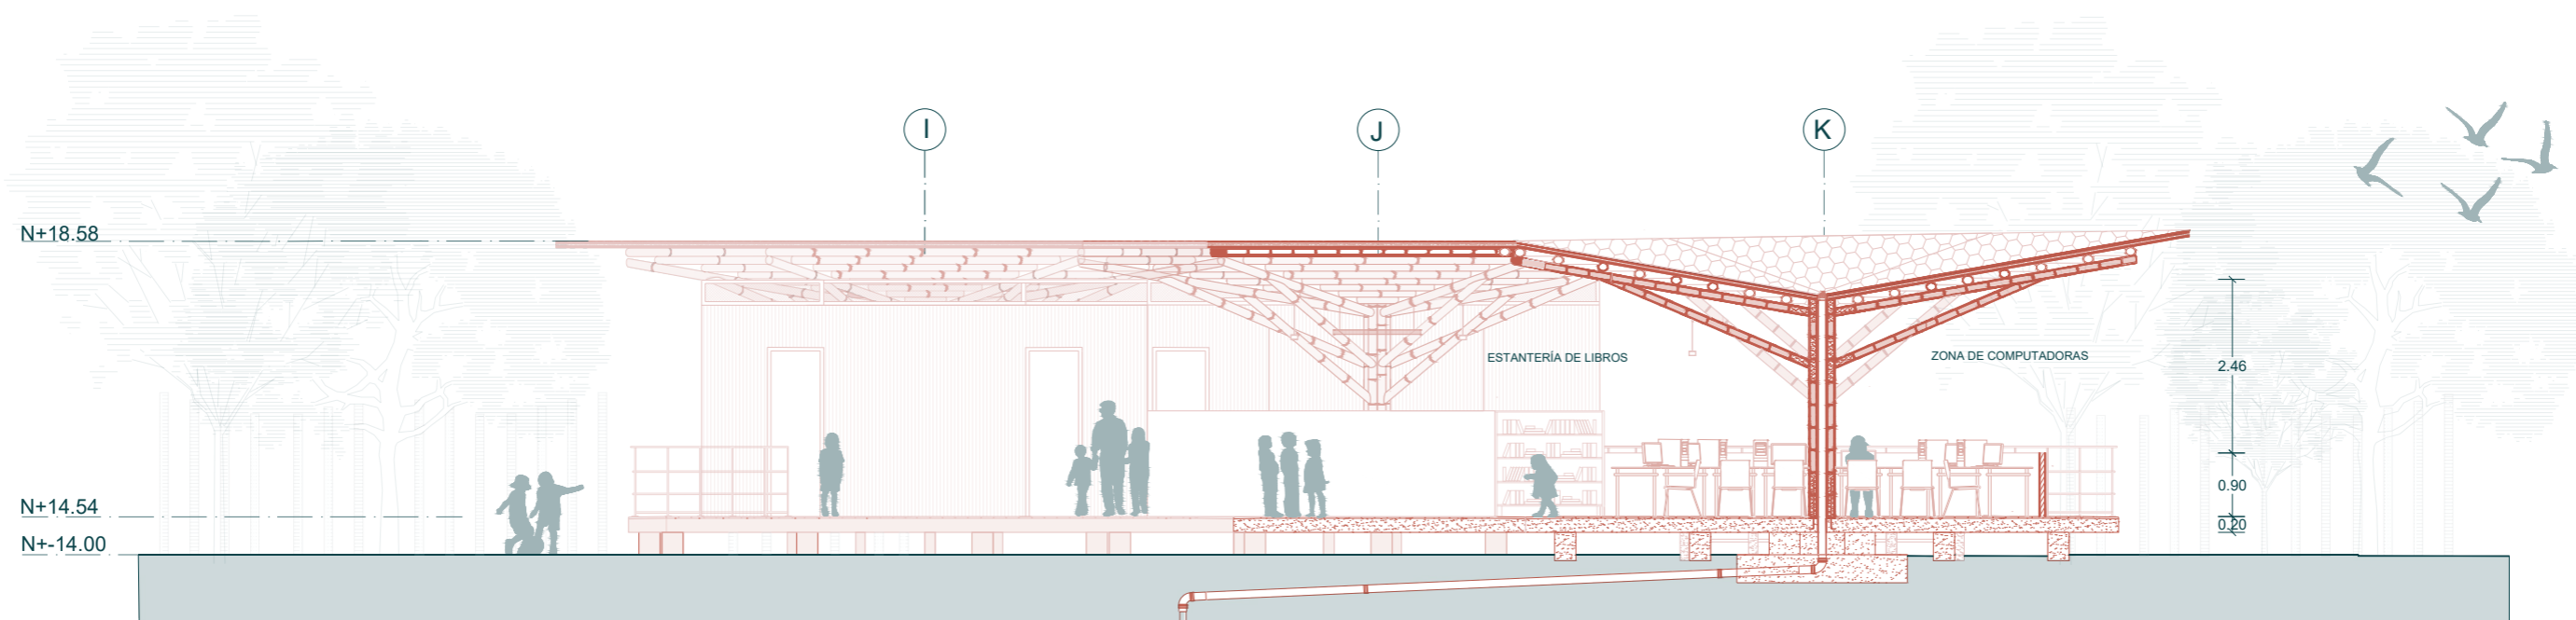 I
J
K
N+18.58
ESTANTERÍA DE LIBROS
ZONA DE COMPUTADORAS
2.46
0.90
N+14.54
0.20
N+-14.00